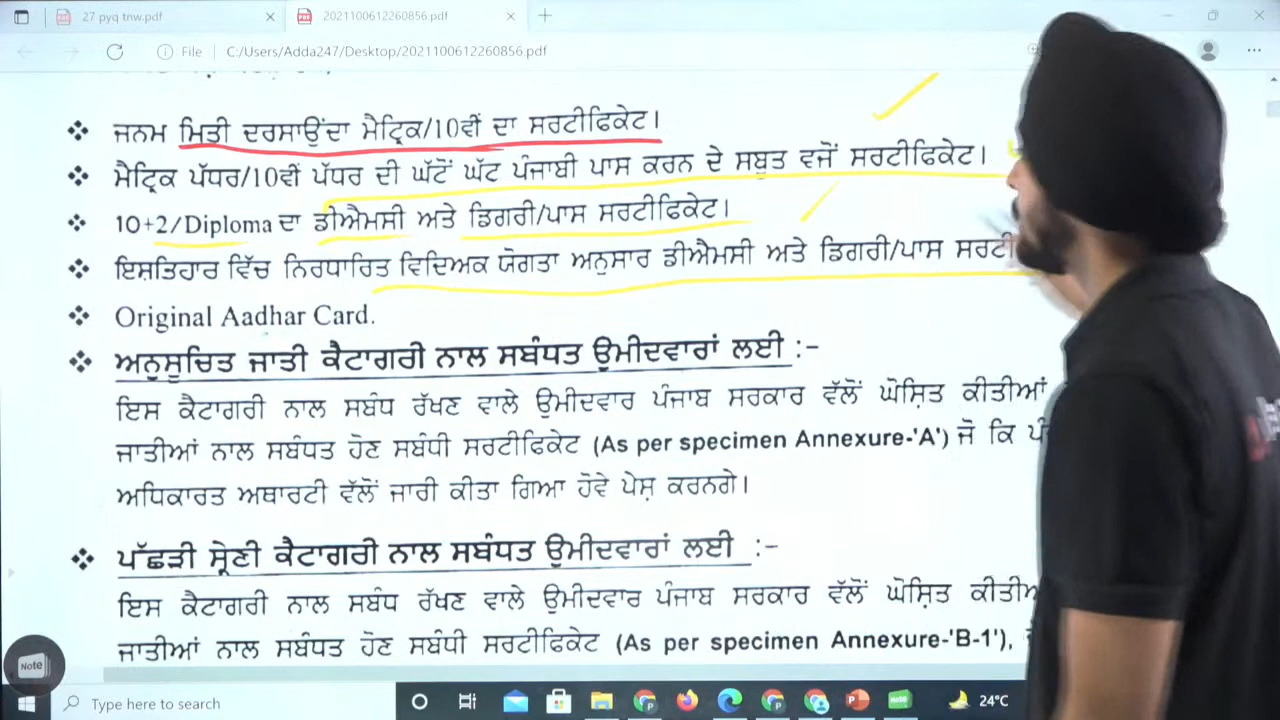 27 pyq tnw.pdf
2021100612260856.pdf
File C:/Users/Adda247/Desktop/2021100612260856.pdf
❖ ਜਨਮ ਮਿਤੀ ਦਰਸਾਉਂਦਾ ਮੈਟ੍ਰਿਕ/10ਵੀਂ ਦਾ ਸਰਟੀਫਿਕੇਟ।
❖ ਮੈਟ੍ਰਿਕ ਪੱਧਰ/10ਵੀਂ ਪੱਧਰ ਦੀ ਘੱਟੋਂ ਘੱਟ ਪੰਜਾਬੀ ਪਾਸ ਕਰਨ ਦੇ ਸਬੂਤ ਵਜੋਂ ਸਰਟੀਫਿਕੇਟ।
❖ 10+2/Diploma ਦਾ ਡੀਐਮਸੀ ਅਤੇ ਡਿਗਰੀ/ਪਾਸ ਸਰਟੀਫਿਕੇਟ।
❖ ਇਸ਼ਤਿਹਾਰ ਵਿੱਚ ਨਿਰਧਾਰਿਤ ਵਿਦਿਅਕ ਯੋਗਤਾ ਅਨੁਸਾਰ ਡੀਐਮਸੀ ਅਤੇ ਡਿਗਰੀ/ਪਾਸ ਸਰਟੀ
❖ Original Aadhar Card.
❖ ਅਨੁਸੂਚਿਤ ਜਾਤੀ ਕੈਟਾਗਰੀ ਨਾਲ ਸਬੰਧਤ ਉਮੀਦਵਾਰਾਂ ਲਈ :-
ਇਸ ਕੈਟਾਗਰੀ ਨਾਲ ਸਬੰਧ ਰੱਖਣ ਵਾਲੇ ਉਮੀਦਵਾਰ ਪੰਜਾਬ ਸਰਕਾਰ ਵੱਲੋਂ ਘੋਸ਼ਿਤ ਕੀਤੀਆਂ
ਜਾਤੀਆਂ ਨਾਲ ਸਬੰਧਤ ਹੋਣ ਸਬੰਧੀ ਸਰਟੀਫਿਕੇਟ (As per specimen Annexure-'A') ਜੋ ਕਿ
ਅਧਿਕਾਰਤ ਅਥਾਰਟੀ ਵੱਲੋਂ ਜਾਰੀ ਕੀਤਾ ਗਿਆ ਹੋਵੇ ਪੇਸ਼ ਕਰਨਗੇ।
❖ ਪੱਛੜੀ ਸ਼੍ਰੇਣੀ ਕੈਟਾਗਰੀ ਨਾਲ ਸਬੰਧਤ ਉਮੀਦਵਾਰਾਂ ਲਈ :-
ਇਸ ਕੈਟਾਗਰੀ ਨਾਲ ਸਬੰਧ ਰੱਖਣ ਵਾਲੇ ਉਮੀਦਵਾਰ ਪੰਜਾਬ ਸਰਕਾਰ ਵੱਲੋਂ ਘੋਸ਼ਿਤ
ਜਾਤੀਆਂ ਨਾਲ ਸਬੰਧਤ ਹੋਣ ਸਬੰਧੀ ਸਰਟੀਫਿਕੇਟ (As per specimen Annexure-'B-1'),
Note
Type here to search
24°C